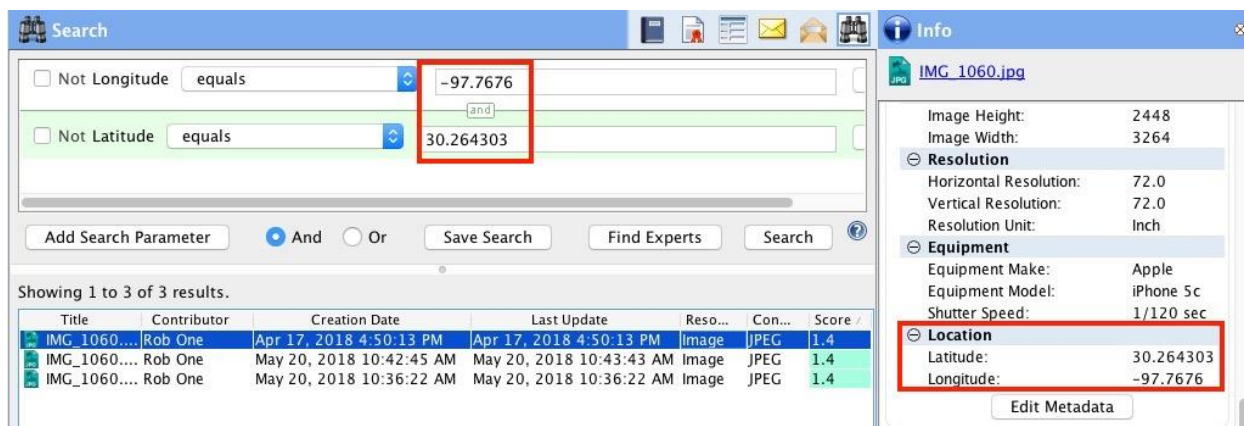 Search
Info
Not Longitude equals -97.7676
and
Not Latitude equals 30.264303
Add Search Parameter And Or Save Search Find Experts Search ?
Showing 1 to 3 of 3 results.
Title Contributor Creation Date Last Update Reso... Con... Score
IMG_1060.... Rob One Apr 17, 2018 4:50:13 PM Apr 17, 2018 4:50:13 PM Image JPEG 1.4
IMG_1060.... Rob One May 20, 2018 10:42:45 AM May 20, 2018 10:43:43 AM Image JPEG 1.4
IMG_1060.... Rob One May 20, 2018 10:36:22 AM May 20, 2018 10:36:22 AM Image JPEG 1.4
JPG IMG_1060.jpg
Image Height: 2448
Image Width: 3264
Resolution
Horizontal Resolution: 72.0
Vertical Resolution: 72.0
Resolution Unit: Inch
Equipment
Equipment Make: Apple
Equipment Model: iPhone 5c
Shutter Speed: 1/120 sec
Location
Latitude: 30.264303
Longitude: -97.7676
Edit Metadata